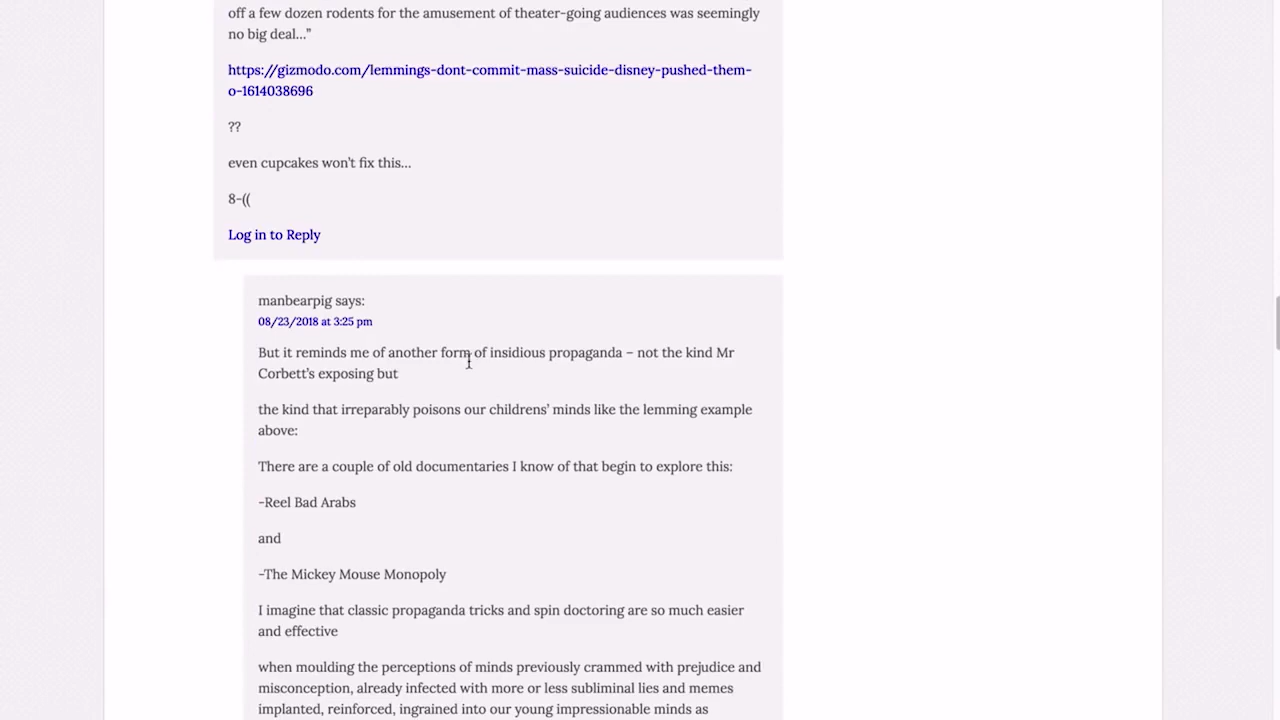 off a few dozen rodents for the amusement of theater-going audiences was seemingly
no big deal…”
https://gizmodo.com/lemmings-dont-commit-mass-suicide-disney-pushed-them-
o-1614038696
??
even cupcakes won’t fix this…
8-((
Log in to Reply
manbearpig says:
08/23/2018 at 3:25 pm
But it reminds me of another form of insidious propaganda – not the kind Mr
Corbett’s exposing but
the kind that irreparably poisons our childrens’ minds like the lemming example
above:
There are a couple of old documentaries I know of that begin to explore this:
-Reel Bad Arabs
and
-The Mickey Mouse Monopoly
I imagine that classic propaganda tricks and spin doctoring are so much easier
and effective
when moulding the perceptions of minds previously crammed with prejudice and
misconception, already infected with more or less subliminal lies and memes
implanted, reinforced, ingrained into our young impressionable minds as